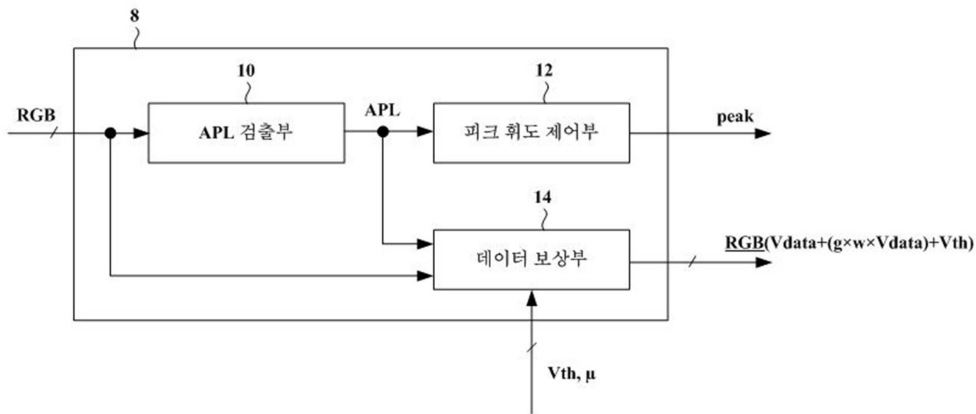 8
10
12
RGB
APL
peak
APL 검출부
피크 휘도 제어부
14
RGB(Vdata+(g×w×Vdata)+Vth)
데이터 보상부
Vth, μ